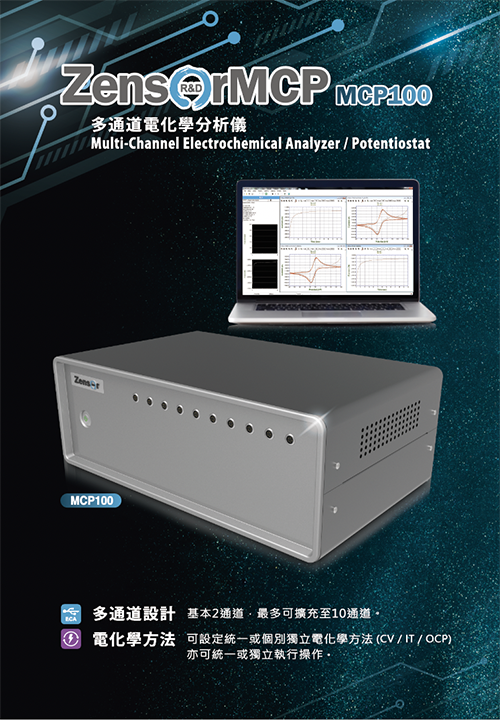 ZensorMCP MCP100
R&D
多通道電化學分析儀
Multi-Channel Electrochemical Analyzer / Potentiostat
Zensor
MCP100
ECA
多通道設計 基本2通道，最多可擴充至10通道。
電化學方法 可設定統一或個別獨立電化學方法 (CV / IT / OCP)
亦可統一或獨立執行操作。